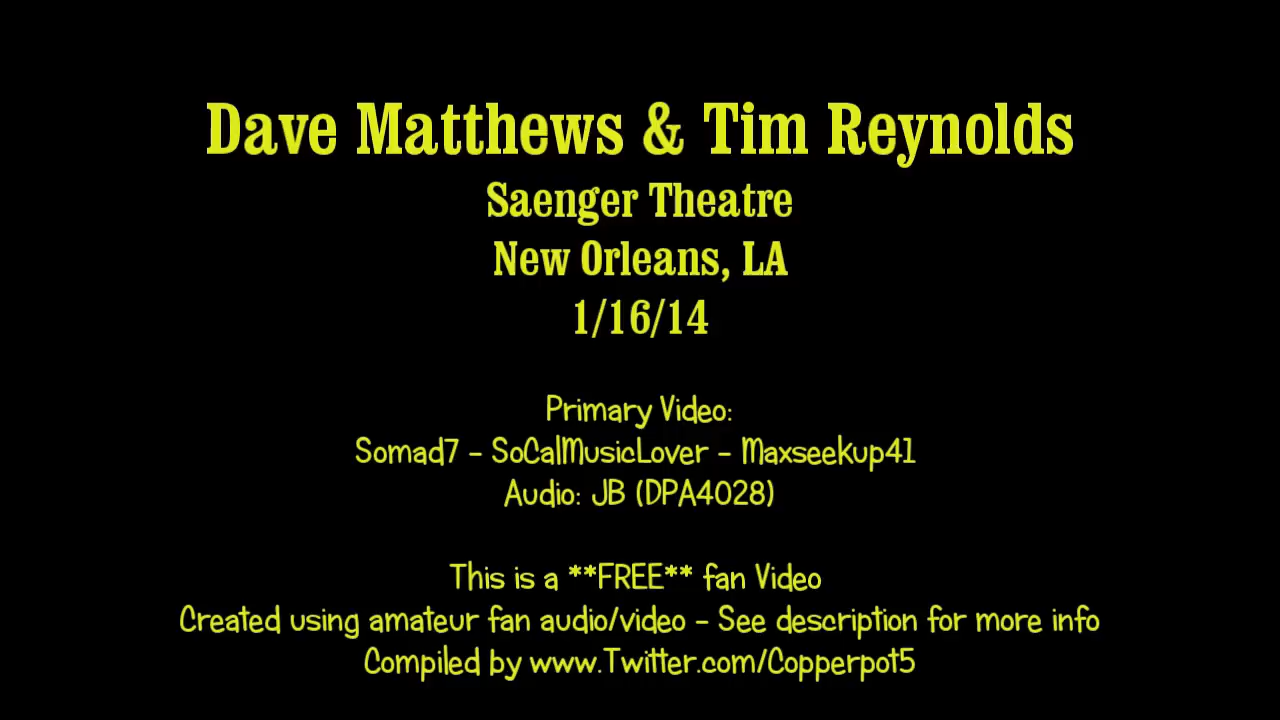 Dave Matthews & Tim Reynolds
Saenger Theatre
New Orleans, LA
1/16/14
Primary Video:
Somad7 - SoCalMusicLover - Maxseekup41
Audio: JB (DPA4028)
This is a **FREE** fan Video
Created using amateur fan audio/video - See description for more info
Compiled by www.Twitter.com/Copperpot5